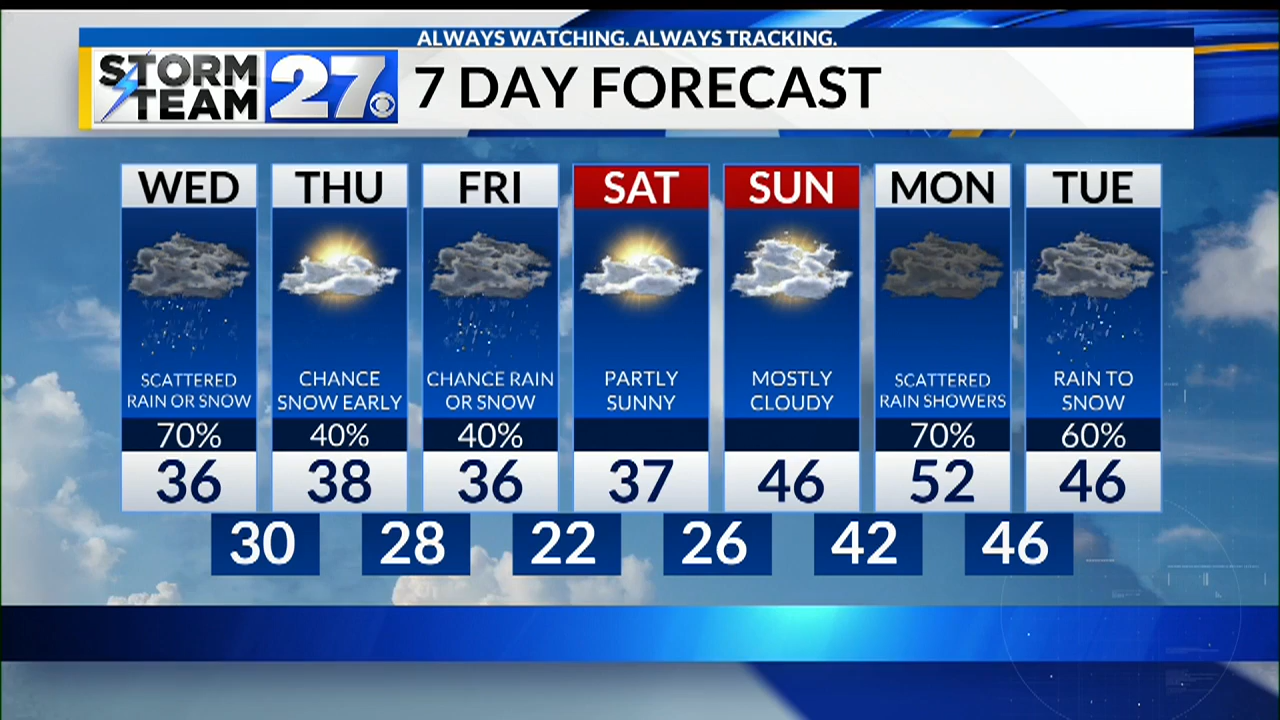 ALWAYS WATCHING. ALWAYS TRACKING.
STORM
TEAM
27
7 DAY FORECAST
WED
THU
FRI
SAT
SUN
MON
TUE
SCATTERED
RAIN OR SNOW
CHANCE
SNOW EARLY
CHANCE RAIN
OR SNOW
PARTLY
SUNNY
MOSTLY
CLOUDY
SCATTERED
RAIN SHOWERS
RAIN TO
SNOW
70%
40%
40%
70%
60%
36
38
36
37
46
52
46
30
28
22
26
42
46